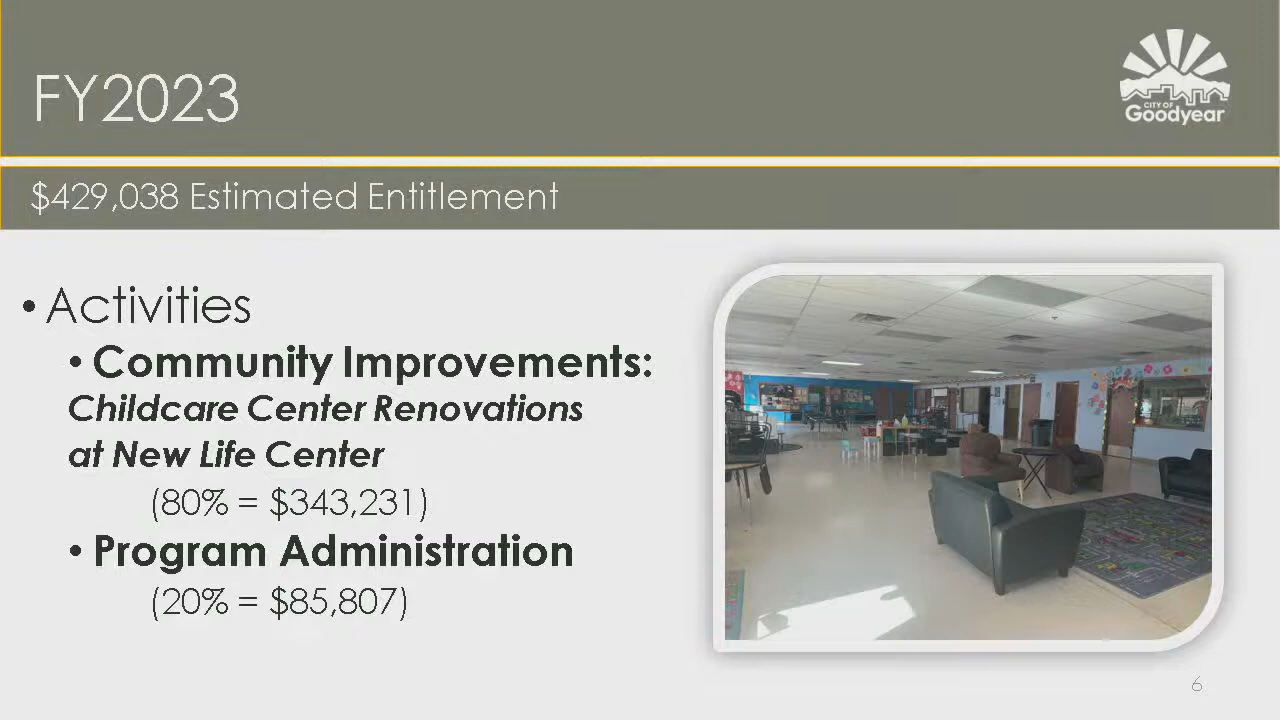 FY2023
CITY OF
Goodyear
$429,038 Estimated Entitlement
• Activities
• Community Improvements:
Childcare Center Renovations
at New Life Center
(80% = $343,231)
• Program Administration
(20% = $85,807)
6